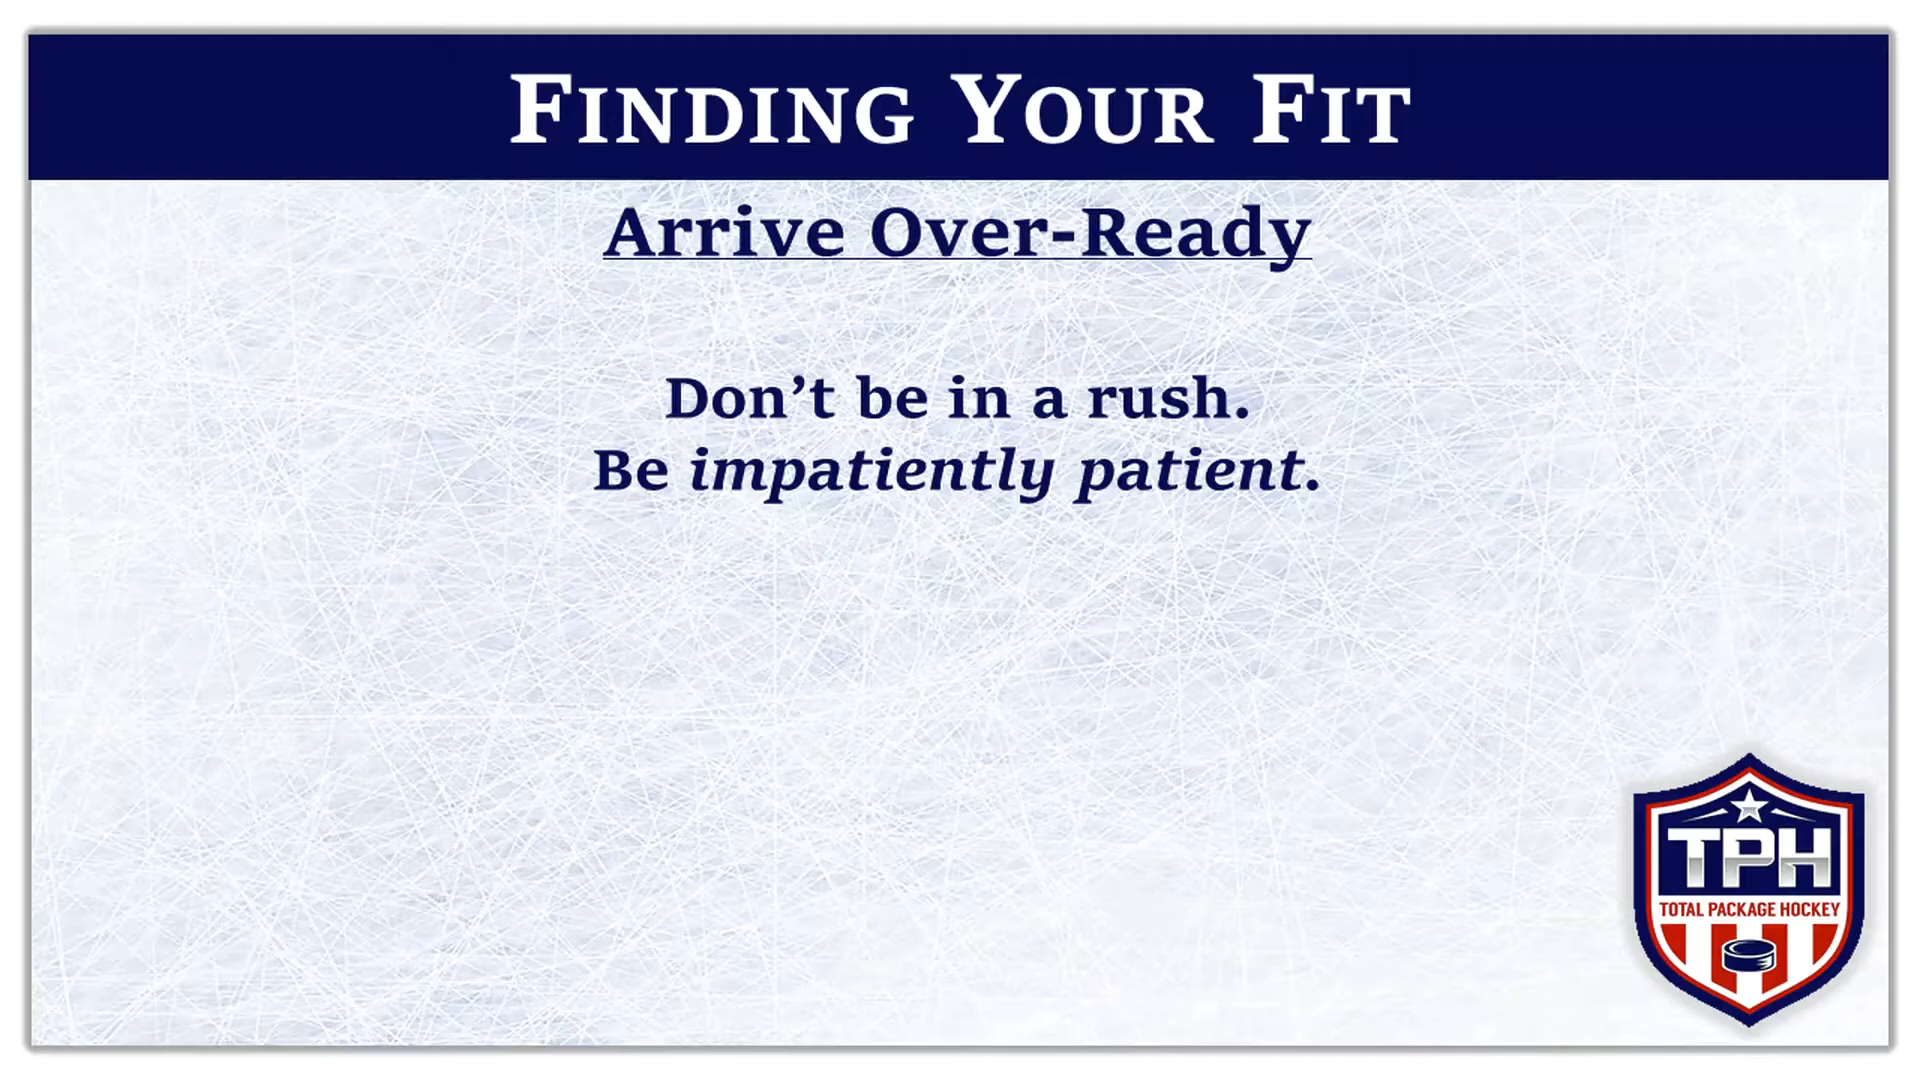 Finding Your Fit
Arrive Over-Ready
Don’t be in a rush.
Be impatiently patient.
TPH
TOTAL PACKAGE HOCKEY